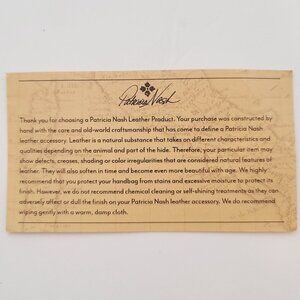 Patricia Nash
Thank you for choosing a Patricia Nash Leather Product. Your purchase was constructed by
hand with the care and old-world craftsmanship that has come to define a Patricia Nash
leather accessory. Leather is a natural substance that takes on different characteristics and
qualities depending on the animal and part of the hide. Therefore, your particular item may
show defects, creases, shading or color irregularities that are considered natural features of
leather. They will also soften in time and become even more beautiful with age. We highly
recommend that you protect your handbag from stains and excessive moisture to protect its
finish. However, we do not recommend chemical cleaning or self-shining treatments as they can
adversely affect or dull the finish on your Patricia Nash leather accessory. We do recommend
wiping gently with a warm, damp cloth.